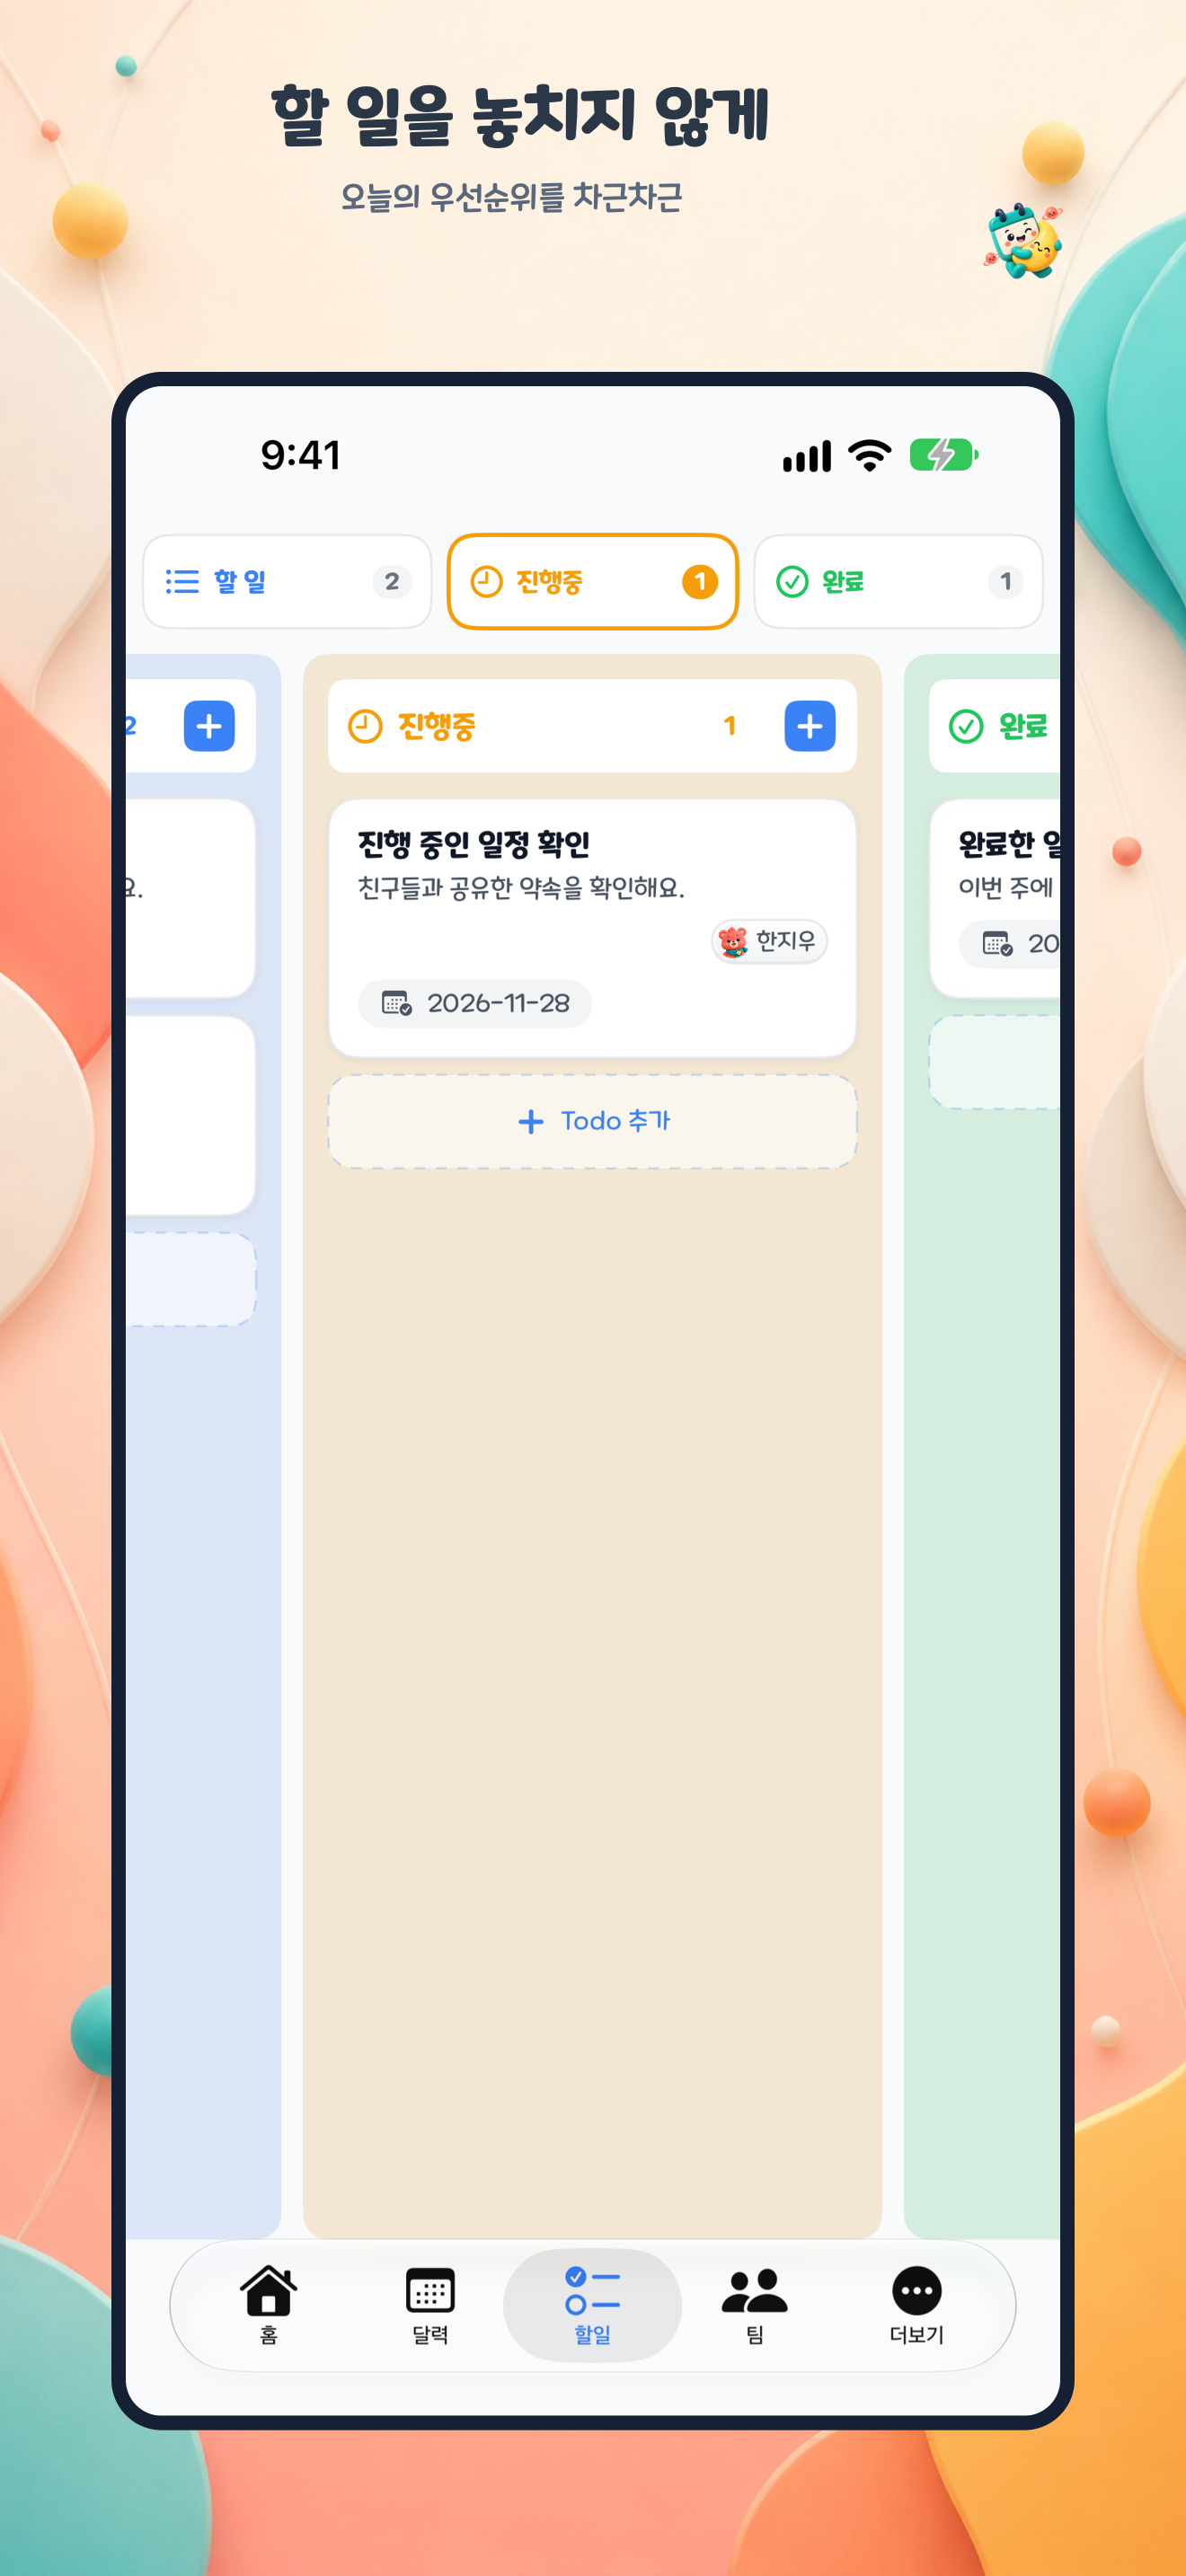 할 일을 놓치지 않게
오늘의 우선순위를 차근차근
9:41
할 일 2
진행중 1
완료 1
2
진행중 1
완료
진행 중인 일정 확인
친구들과 공유한 약속을 확인해요.
한지우
2026-11-28
Todo 추가
요.
완료한 일
이번 주에
20
홈
달력
할일
팀
더보기